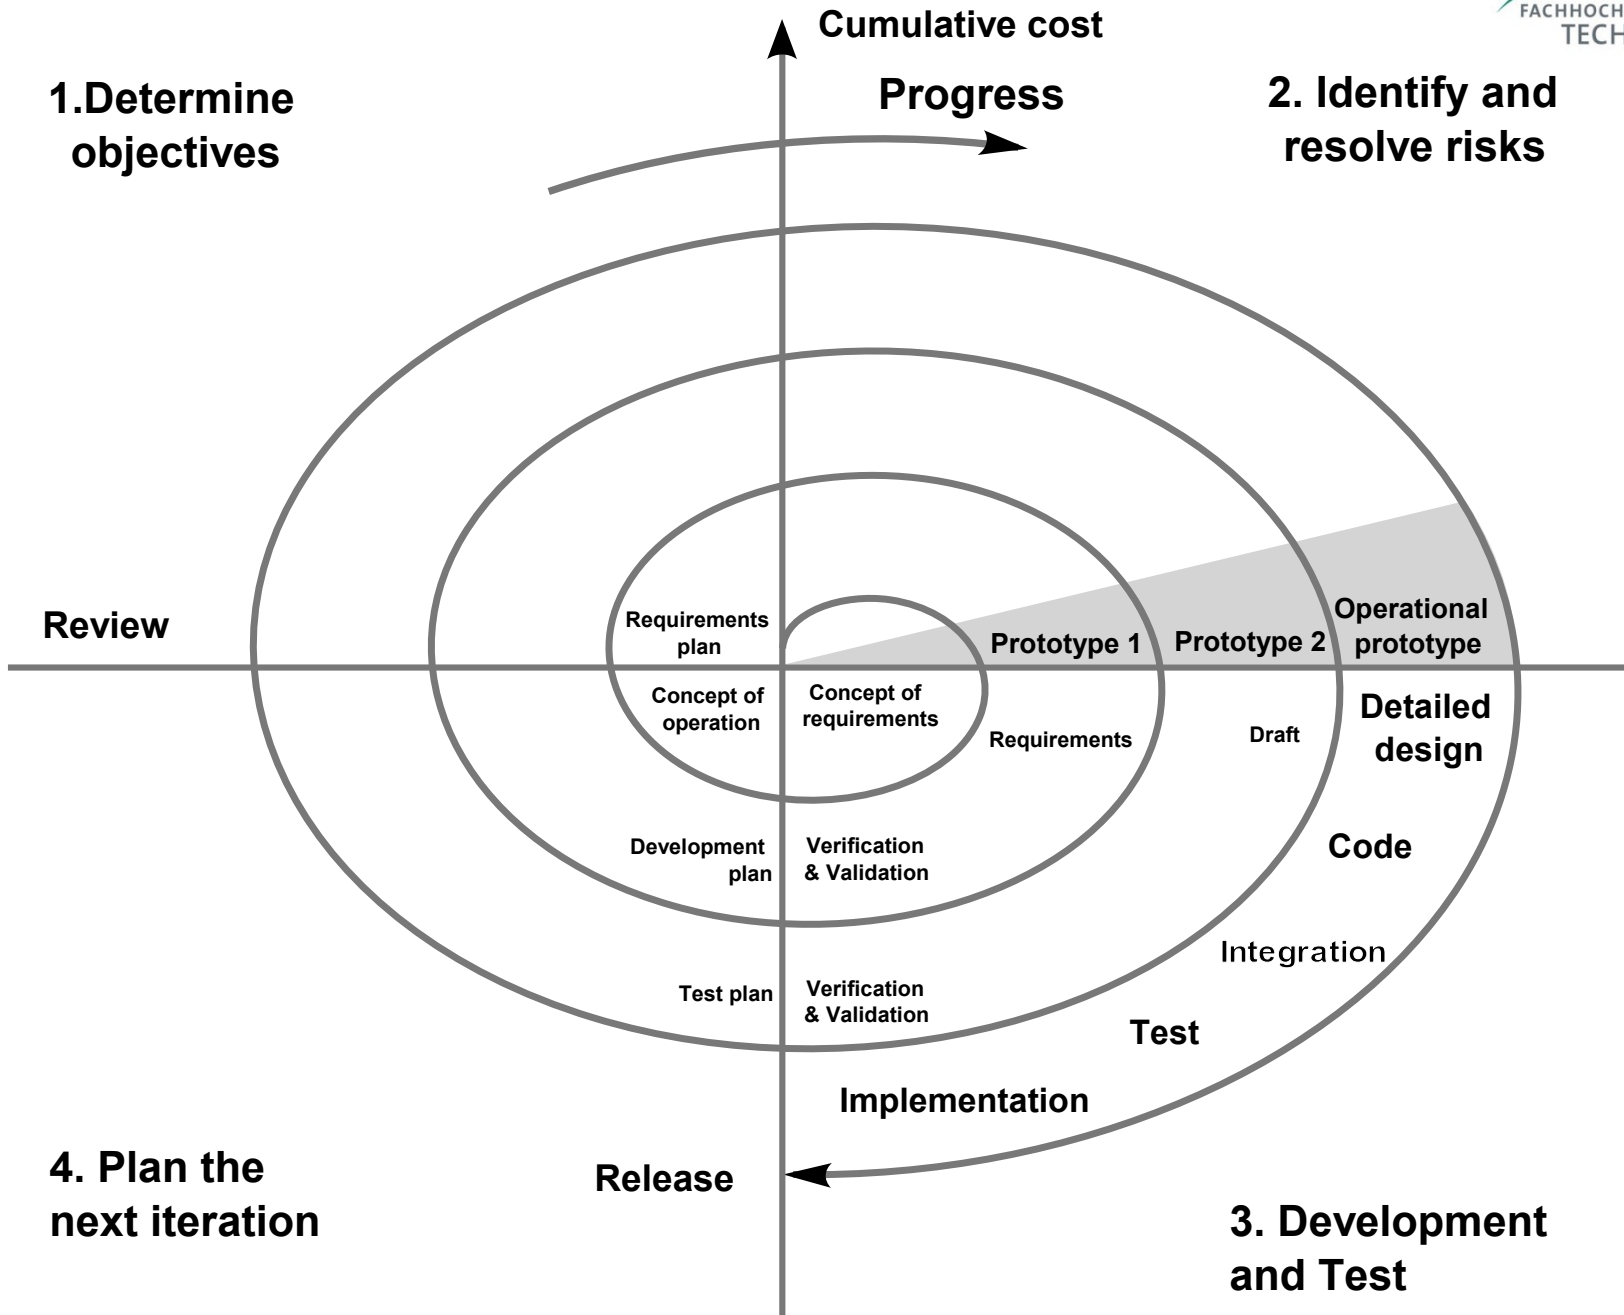 Cumulative cost
FACHHOCH
TECH
1.Determine
objectives
Progress
2. Identify and
resolve risks
Review
Requirements
plan
Prototype 1
Prototype 2
Operational
prototype
Concept of
operation
Concept of
requirements
Requirements
Draft
Detailed
design
Development
plan
Verification
& Validation
Code
Integration
Test plan
Verification
& Validation
Test
Implementation
Release
4. Plan the
next iteration
3. Development
and Test